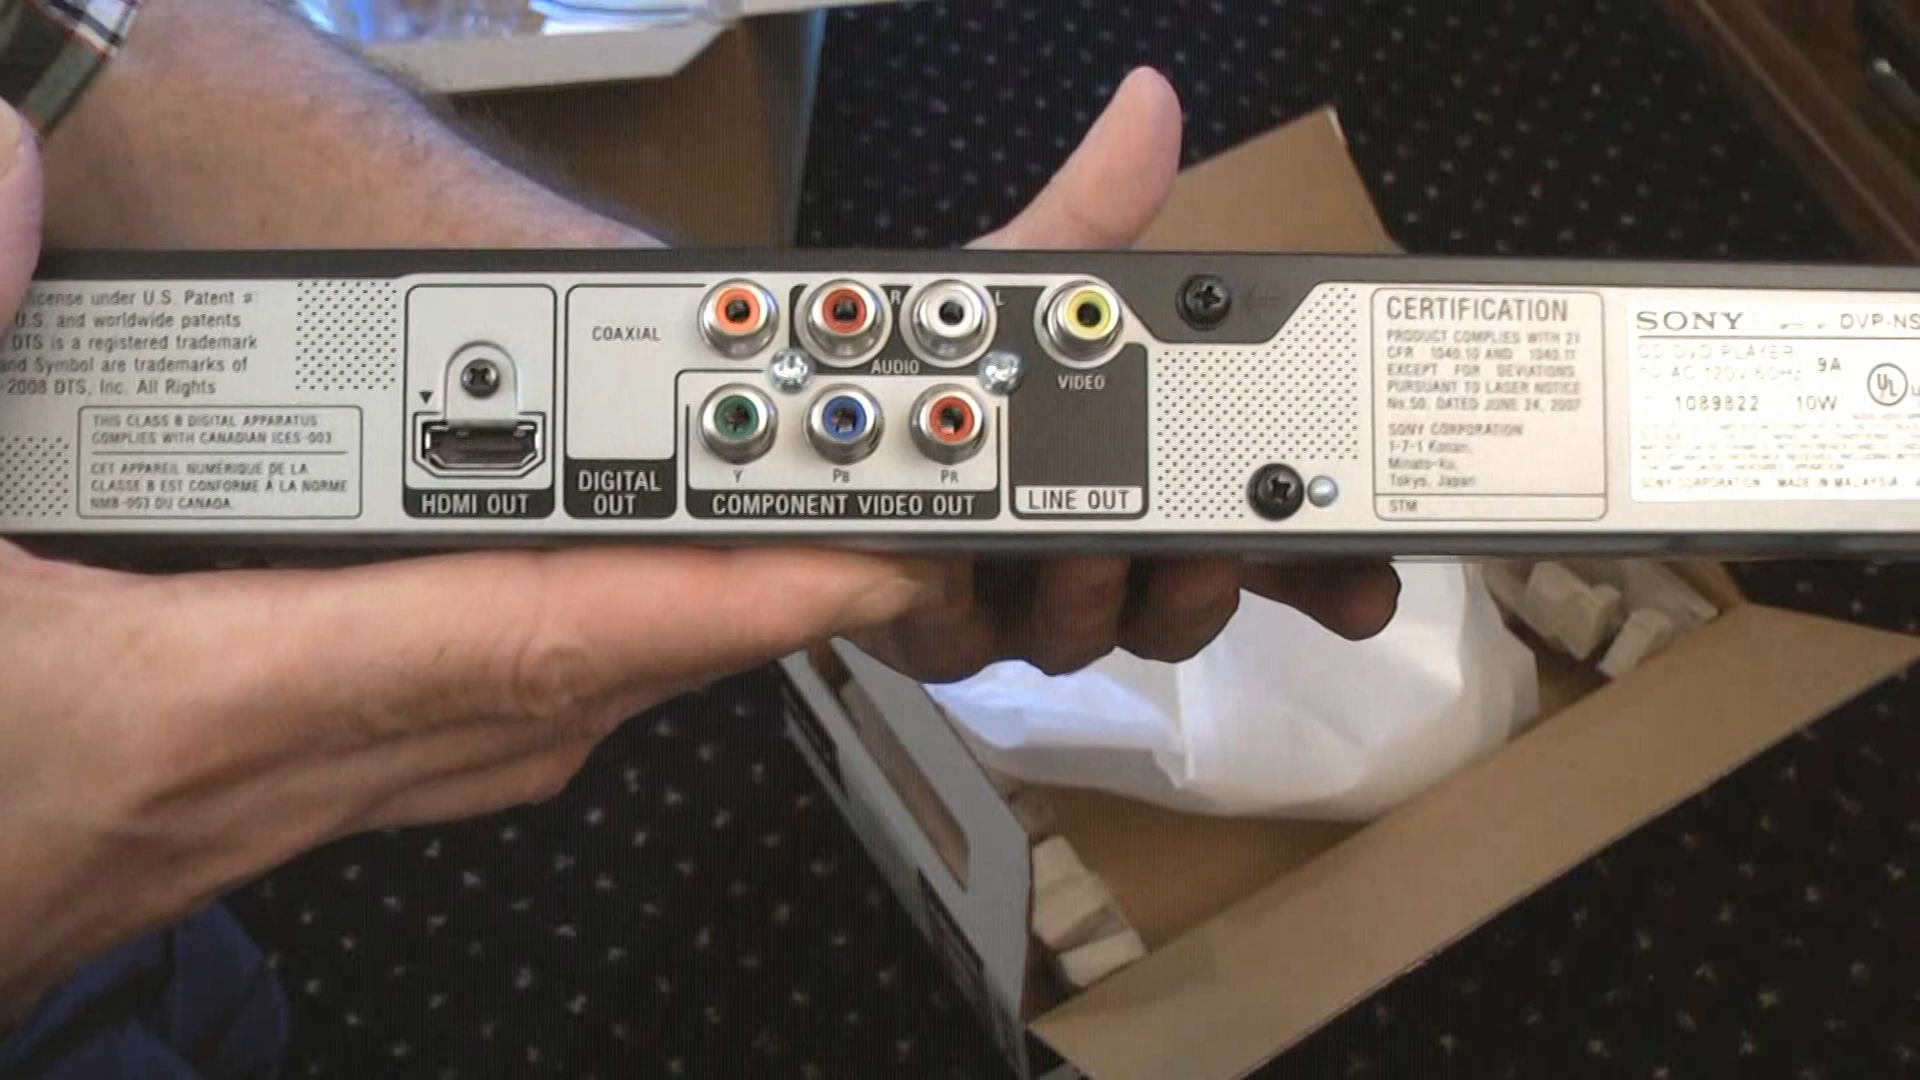 license under U.S. Patent #:
U.S. and worldwide patents
DTS is a registered trademark
and Symbol are trademarks of
-2008 DTS, Inc. All Rights
THIS CLASS B DIGITAL APPARATUS
COMPLIES WITH CANADIAN ICES-003
CET APPAREIL NUMÉRIQUE DE LA
CLASSE B EST CONFORME À LA NORME
NMB-003 DU CANADA.
HDMI OUT
COAXIAL
DIGITAL
OUT
R
L
AUDIO
VIDEO
Y
PB
PR
COMPONENT VIDEO OUT
LINE OUT
CERTIFICATION
PRODUCT COMPLIES WITH 21
CFR 1040.10 AND 1040.11
EXCEPT FOR DEVIATIONS
PURSUANT TO LASER NOTICE
No.50, DATED JUNE 24, 2007
SONY CORPORATION
1-7-1 Konan,
Minato-ku,
Tokyo, Japan
STM
SONY DVP-NS
CD/DVD PLAYER
AC 120V 60Hz 9A
1089822 10W
UL
SONY CORPORATION MADE IN MALAYSIA